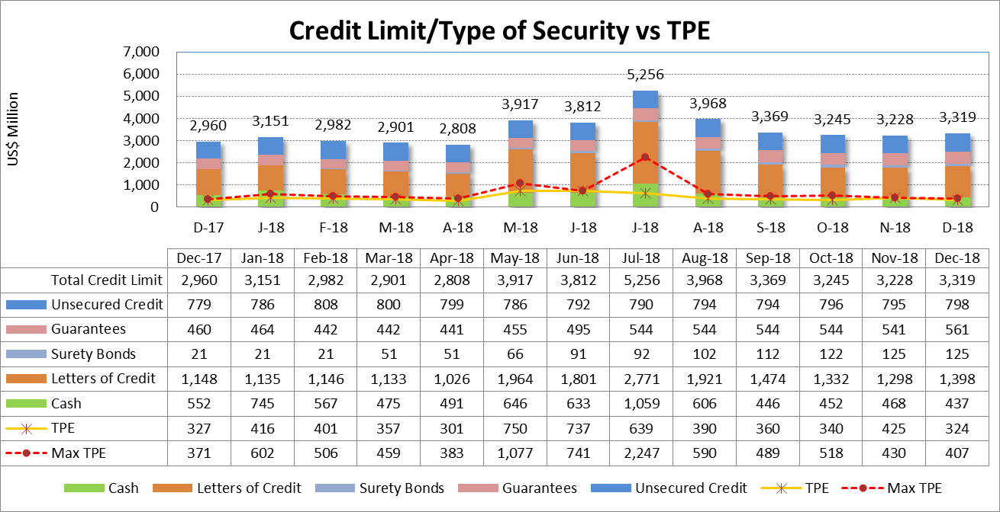 Credit Limit/Type of Security vs TPE
US$ Million
7,000
6,000
5,000
4,000
3,000
2,000
1,000
0
2,960 3,151 2,982 2,901 2,808 3,917 3,812 5,256 3,968 3,369 3,245 3,228 3,319
D-17 J-18 F-18 M-18 A-18 M-18 J-18 J-18 A-18 S-18 O-18 N-18 D-18
Dec-17 Jan-18 Feb-18 Mar-18 Apr-18 May-18 Jun-18 Jul-18 Aug-18 Sep-18 Oct-18 Nov-18 Dec-18
Total Credit Limit 2,960 3,151 2,982 2,901 2,808 3,917 3,812 5,256 3,968 3,369 3,245 3,228 3,319
Unsecured Credit 779 786 808 800 799 786 792 790 794 794 796 795 798
Guarantees 460 464 442 442 441 455 495 544 544 544 544 541 561
Surety Bonds 21 21 21 51 51 66 91 92 102 112 122 125 125
Letters of Credit 1,148 1,135 1,146 1,133 1,026 1,964 1,801 2,771 1,921 1,474 1,332 1,298 1,398
Cash 552 745 567 475 491 646 633 1,059 606 446 452 468 437
TPE 327 416 401 357 301 750 737 639 390 360 340 425 324
Max TPE 371 602 506 459 383 1,077 741 2,247 590 489 518 430 407
Cash Letters of Credit Surety Bonds Guarantees Unsecured Credit TPE Max TPE